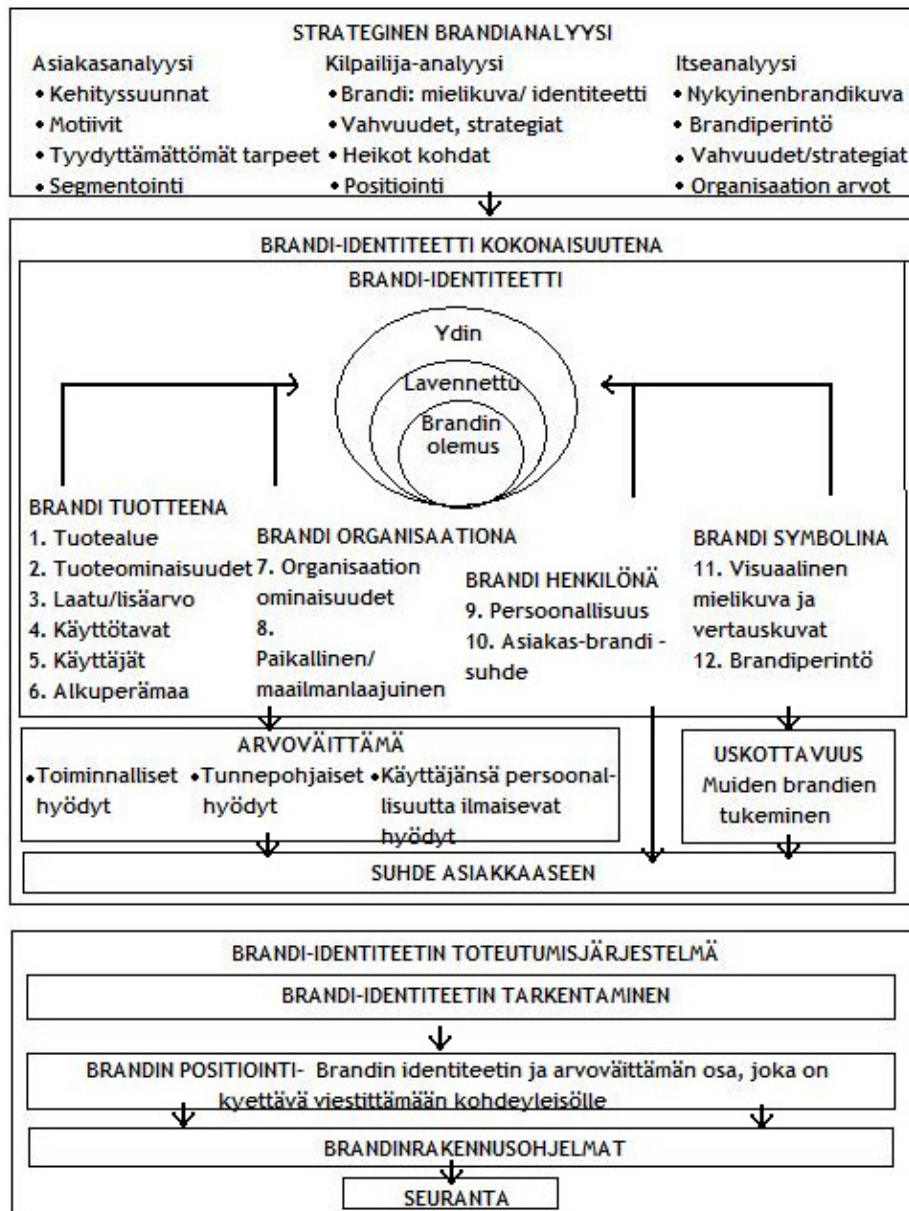 STRATEGINEN BRANDIANALYYSI
Asiakasanalyysi
• Kehityssuunnat
• Motiivit
• Tyydyttämättömät tarpeet
• Segmentointi
Kilpailija-analyysi
• Brandi: mielikuva/ identiteetti
• Vahvuudet, strategiat
• Heikot kohdat
• Positiointi
Itseanalyysi
• Nykyinenbrandikuva
• Brandiperintö
• Vahvuudet/strategiat
• Organisaation arvot
BRANDI-IDENTITEETTI KOKONAISUUTENA
BRANDI-IDENTITEETTI
Ydin
Lavennettu
Brandin
olemus
BRANDI TUOTTEENA
1. Tuotealue
2. Tuoteominaisuudet
3. Laatu/lisäarvo
4. Käyttötavat
5. Käyttäjät
6. Alkuperämaa
BRANDI ORGANISAATIONA
7. Organisaation
ominaisuudet
8.
Paikallinen/
maailmanlaajuinen
BRANDI HENKILÖNÄ
9. Persoonallisuus
10. Asiakas-brandi -
suhde
BRANDI SYMBOLINA
11. Visuaalinen
mielikuva ja
vertauskuvat
12. Brandiperintö
ARVOVÄITTÄMÄ
• Toiminnalliset
hyödyt
• Tunnepohjaiset
hyödyt
• Käyttäjänsä persoonal-
lisuutta ilmaisevat
hyödyt
USKOTTAVUUS
Muiden brandien
tukeminen
SUHDE ASIAKKAASEEN
BRANDI-IDENTITEETIN TOTEUTUMISJÄRJESTELMÄ
BRANDI-IDENTITEETIN TARKENTAMINEN
BRANDIN POSITIOINTI- Brandin identiteetin ja arvoväittämän osa, joka on
kyettävä viestittämään kohdeyleisölle
BRANDINRAKENNUSOHJELMAT
SEURANTA